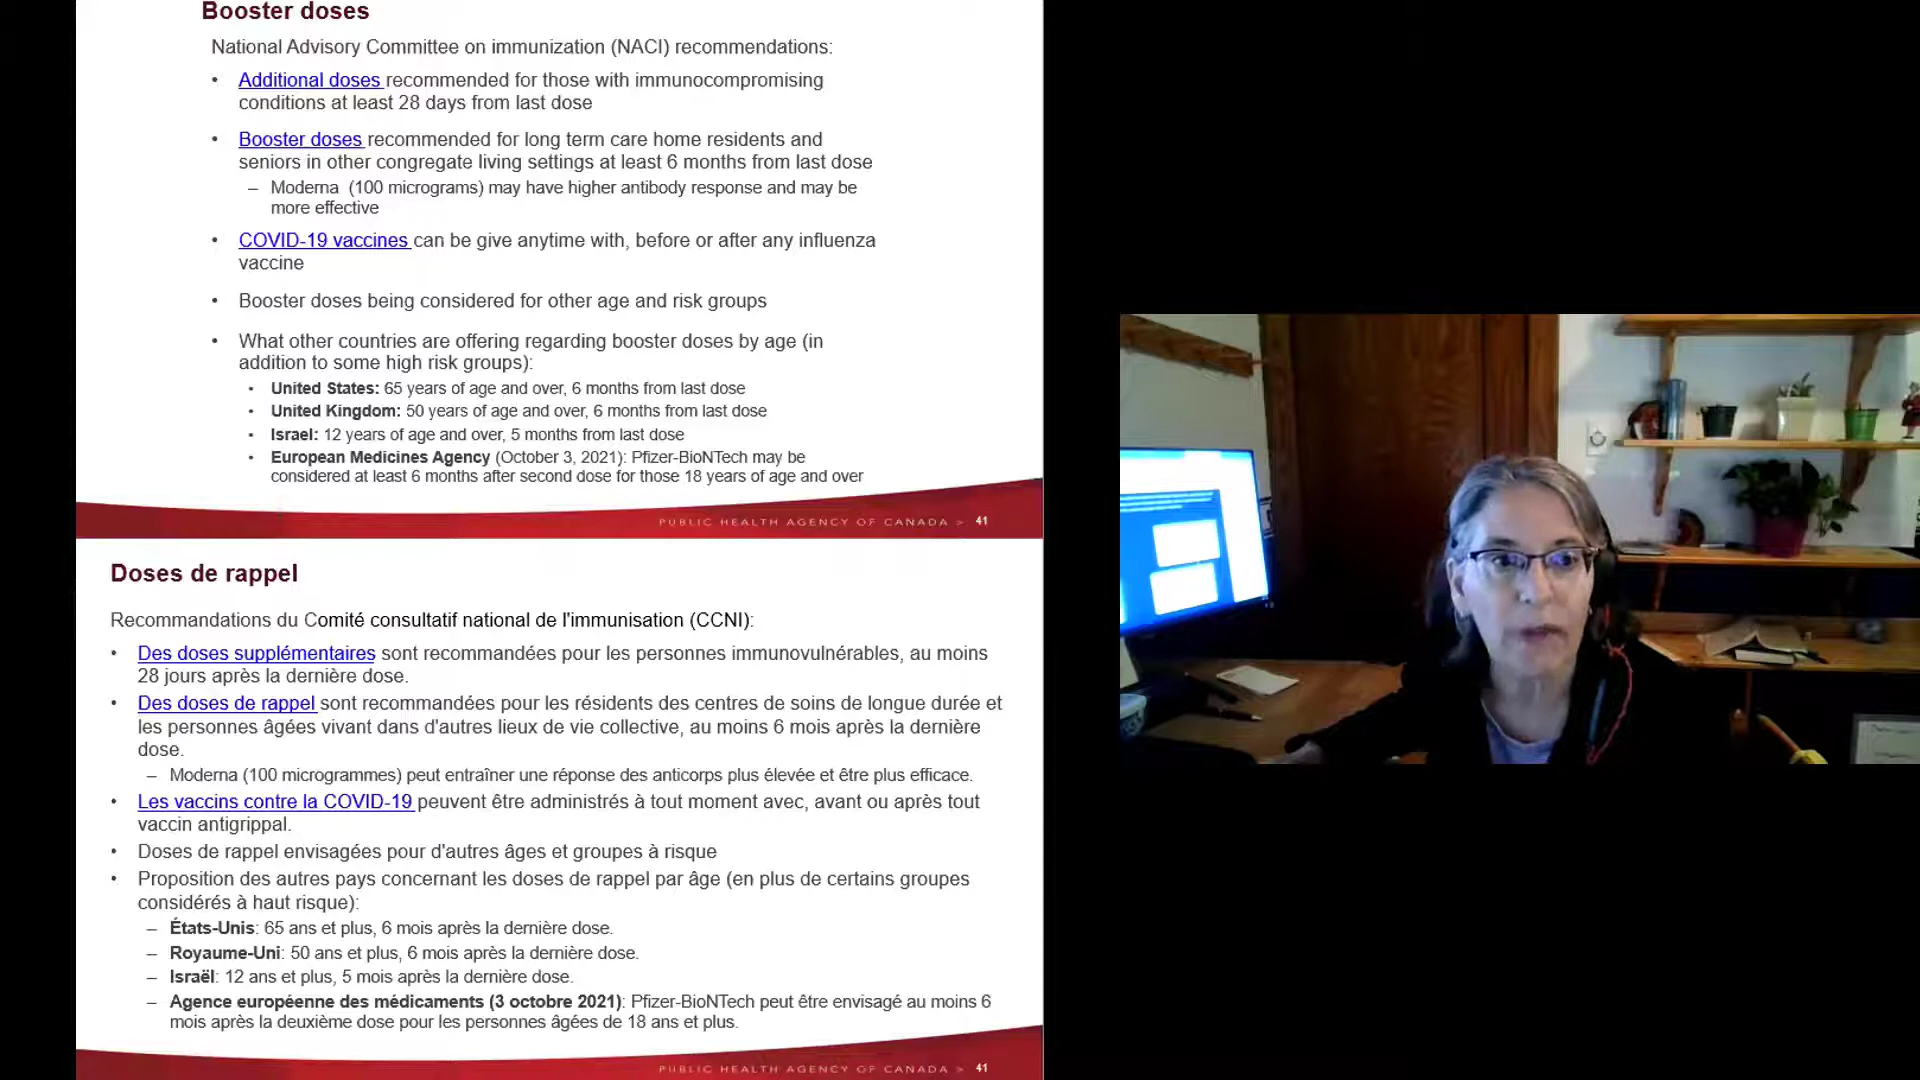 Booster doses
National Advisory Committee on immunization (NACI) recommendations:
• Additional doses recommended for those with immunocompromising
conditions at least 28 days from last dose
• Booster doses recommended for long term care home residents and
seniors in other congregate living settings at least 6 months from last dose
– Moderna (100 micrograms) may have higher antibody response and may be
more effective
• COVID-19 vaccines can be give anytime with, before or after any influenza
vaccine
• Booster doses being considered for other age and risk groups
• What other countries are offering regarding booster doses by age (in
addition to some high risk groups):
• United States: 65 years of age and over, 6 months from last dose
• United Kingdom: 50 years of age and over, 6 months from last dose
• Israel: 12 years of age and over, 5 months from last dose
• European Medicines Agency (October 3, 2021): Pfizer-BioNTech may be
considered at least 6 months after second dose for those 18 years of age and over
PUBLIC HEALTH AGENCY OF CANADA > 41
Doses de rappel
Recommandations du Comité consultatif national de l'immunisation (CCNI):
• Des doses supplémentaires sont recommandées pour les personnes immunovulnérables, au moins
28 jours après la dernière dose.
• Des doses de rappel sont recommandées pour les résidents des centres de soins de longue durée et
les personnes âgées vivant dans d'autres lieux de vie collective, au moins 6 mois après la dernière
dose.
– Moderna (100 microgrammes) peut entraîner une réponse des anticorps plus élevée et être plus efficace.
• Les vaccins contre la COVID-19 peuvent être administrés à tout moment avec, avant ou après tout
vaccin antigrippal.
• Doses de rappel envisagées pour d'autres âges et groupes à risque
• Proposition des autres pays concernant les doses de rappel par âge (en plus de certains groupes
considérés à haut risque):
– États-Unis: 65 ans et plus, 6 mois après la dernière dose.
– Royaume-Uni: 50 ans et plus, 6 mois après la dernière dose.
– Israël: 12 ans et plus, 5 mois après la dernière dose.
– Agence européenne des médicaments (3 octobre 2021): Pfizer-BioNTech peut être envisagé au moins 6
mois après la deuxième dose pour les personnes âgées de 18 ans et plus.
PUBLIC HEALTH AGENCY OF CANADA > 41